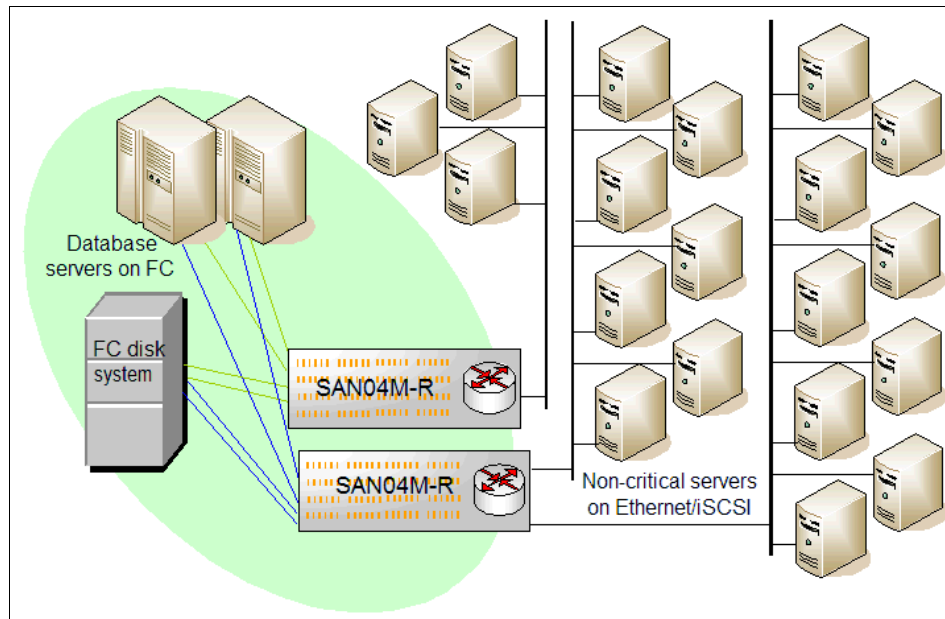 Database
servers on FC
FC disk
system
SAN04M-R
SAN04M-R
Non-critical servers
on Ethernet/iSCSI